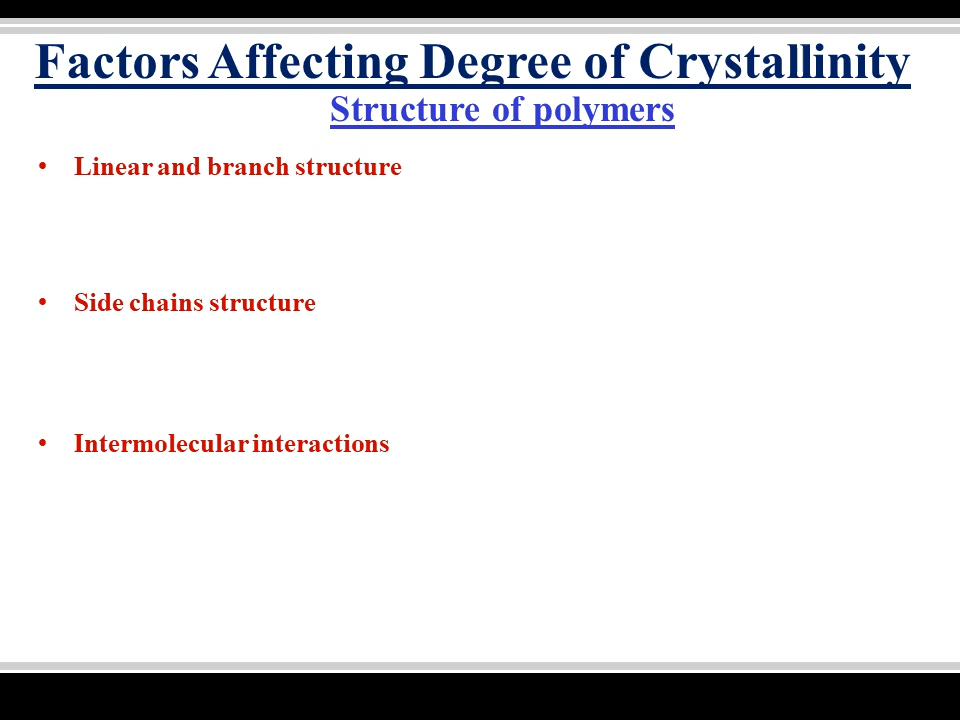 Factors Affecting Degree of Crystallinity
Structure of polymers
• Linear and branch structure
• Side chains structure
• Intermolecular interactions